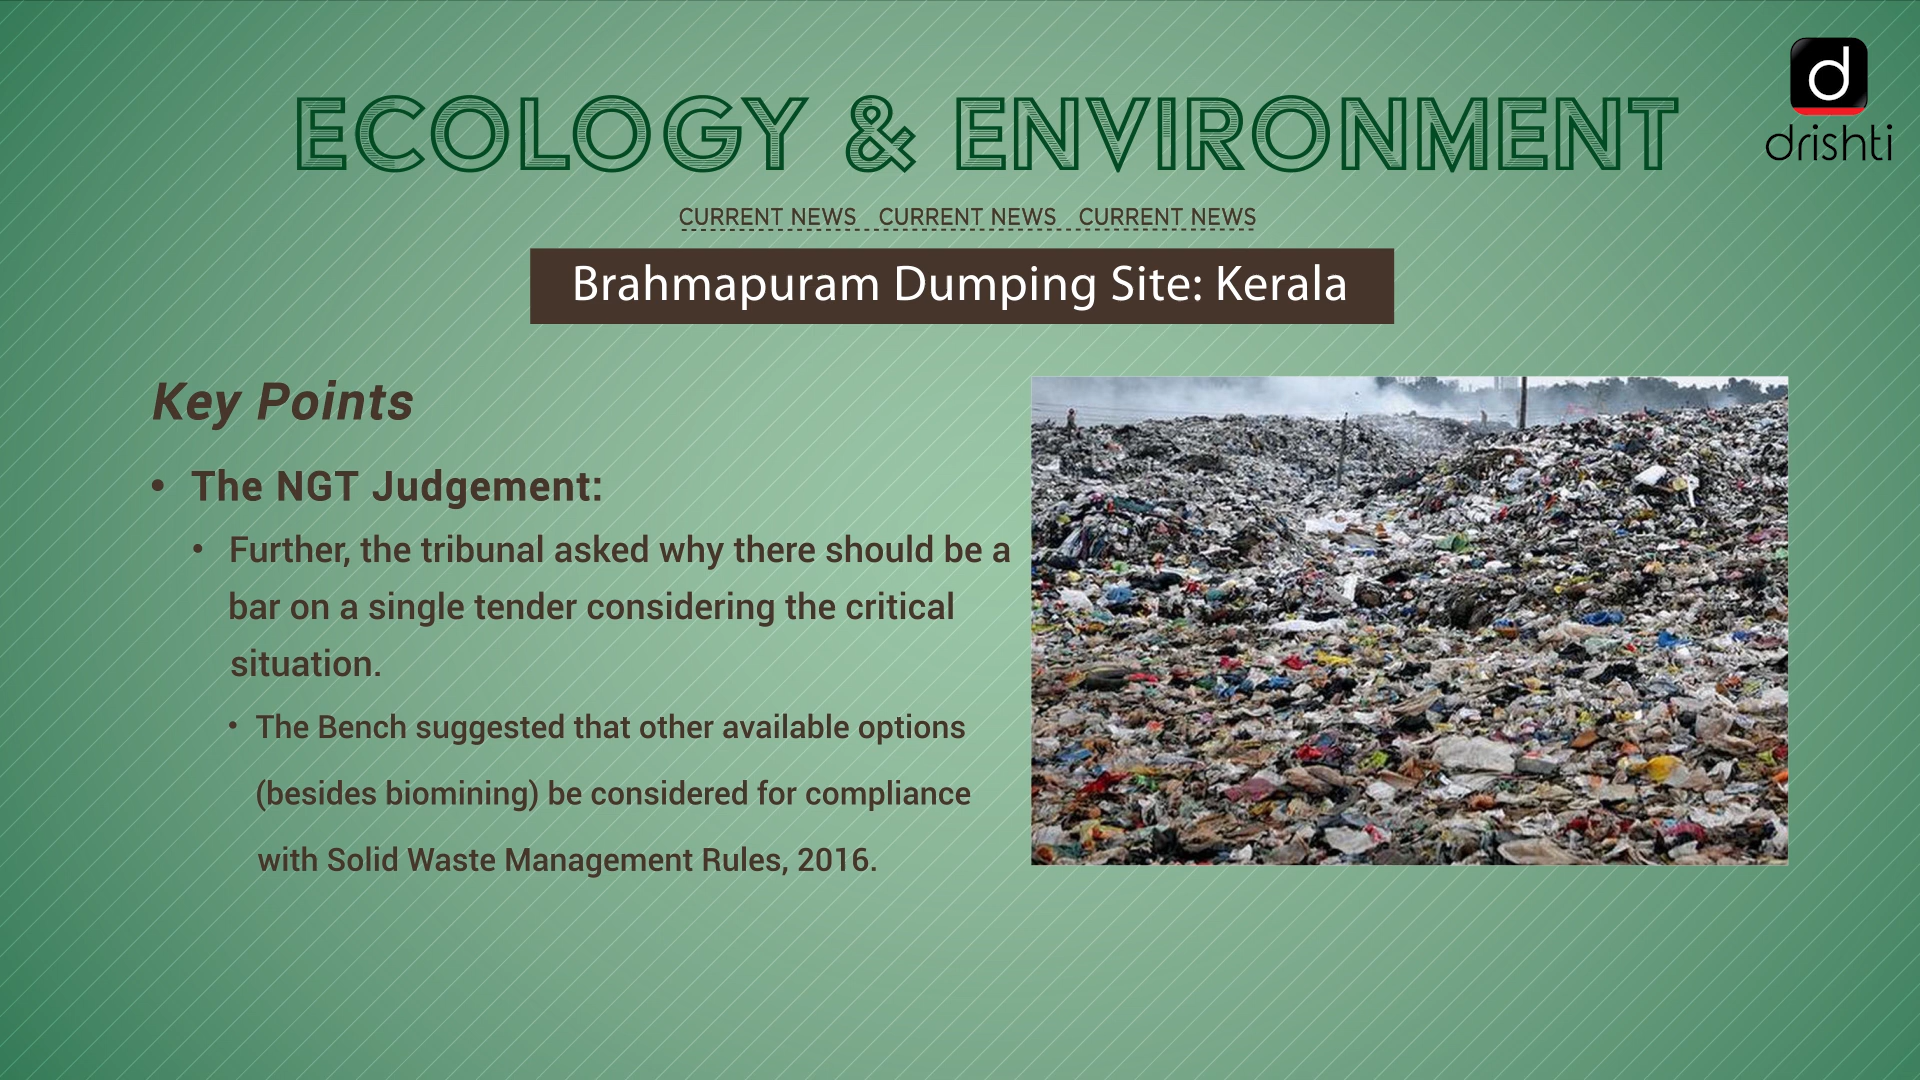 ECOLOGY & ENVIRONMENT
d
drishti
CURRENT NEWS CURRENT NEWS CURRENT NEWS
Brahmapuram Dumping Site: Kerala
Key Points
• The NGT Judgement:
• Further, the tribunal asked why there should be a
bar on a single tender considering the critical
situation.
• The Bench suggested that other available options
(besides biomining) be considered for compliance
with Solid Waste Management Rules, 2016.